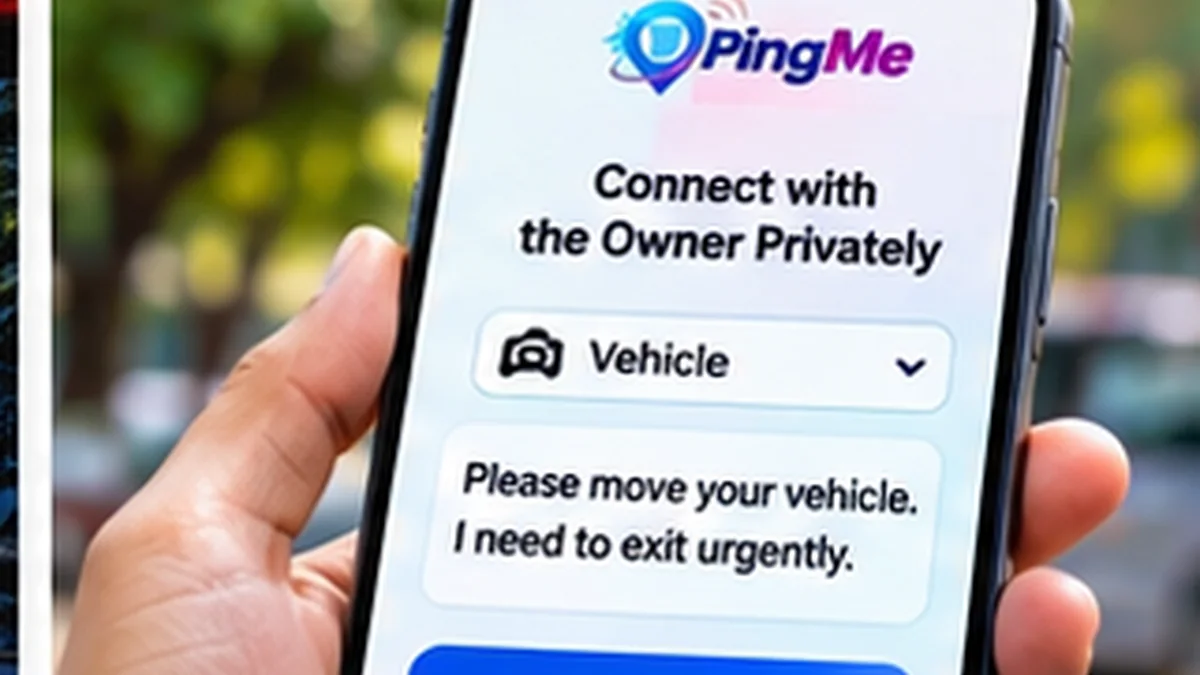 PingMe
Connect with
the Owner Privately
Vehicle
Please move your vehicle.
I need to exit urgently.